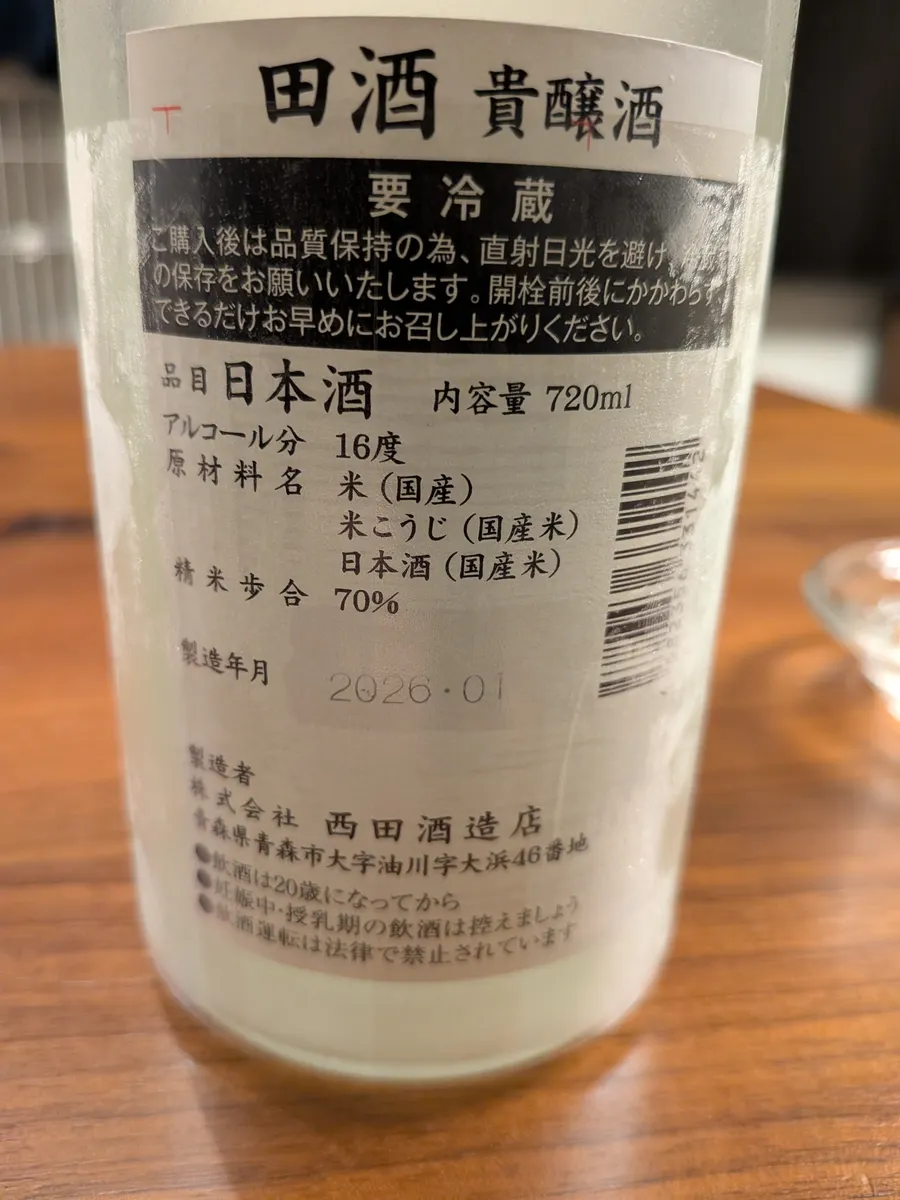 田酒 貴醸酒
要冷蔵
ご購入後は品質保持の為、直射日光を避け、
の保存をお願いいたします。開栓前後にかかわらず、
できるだけお早めにお召し上がりください。
品目 日本酒 内容量 720ml
アルコール分 16度
原材料名 米(国産)
米こうじ(国産米)
日本酒(国産米)
精米歩合 70%
製造年月 2026・01
製造者
株式会社 西田酒造店
青森県青森市大字油川字大浜46番地
●飲酒は20歳になってから
●妊娠中・授乳期の飲酒は控えましょう
●飲酒運転は法律で禁止されています